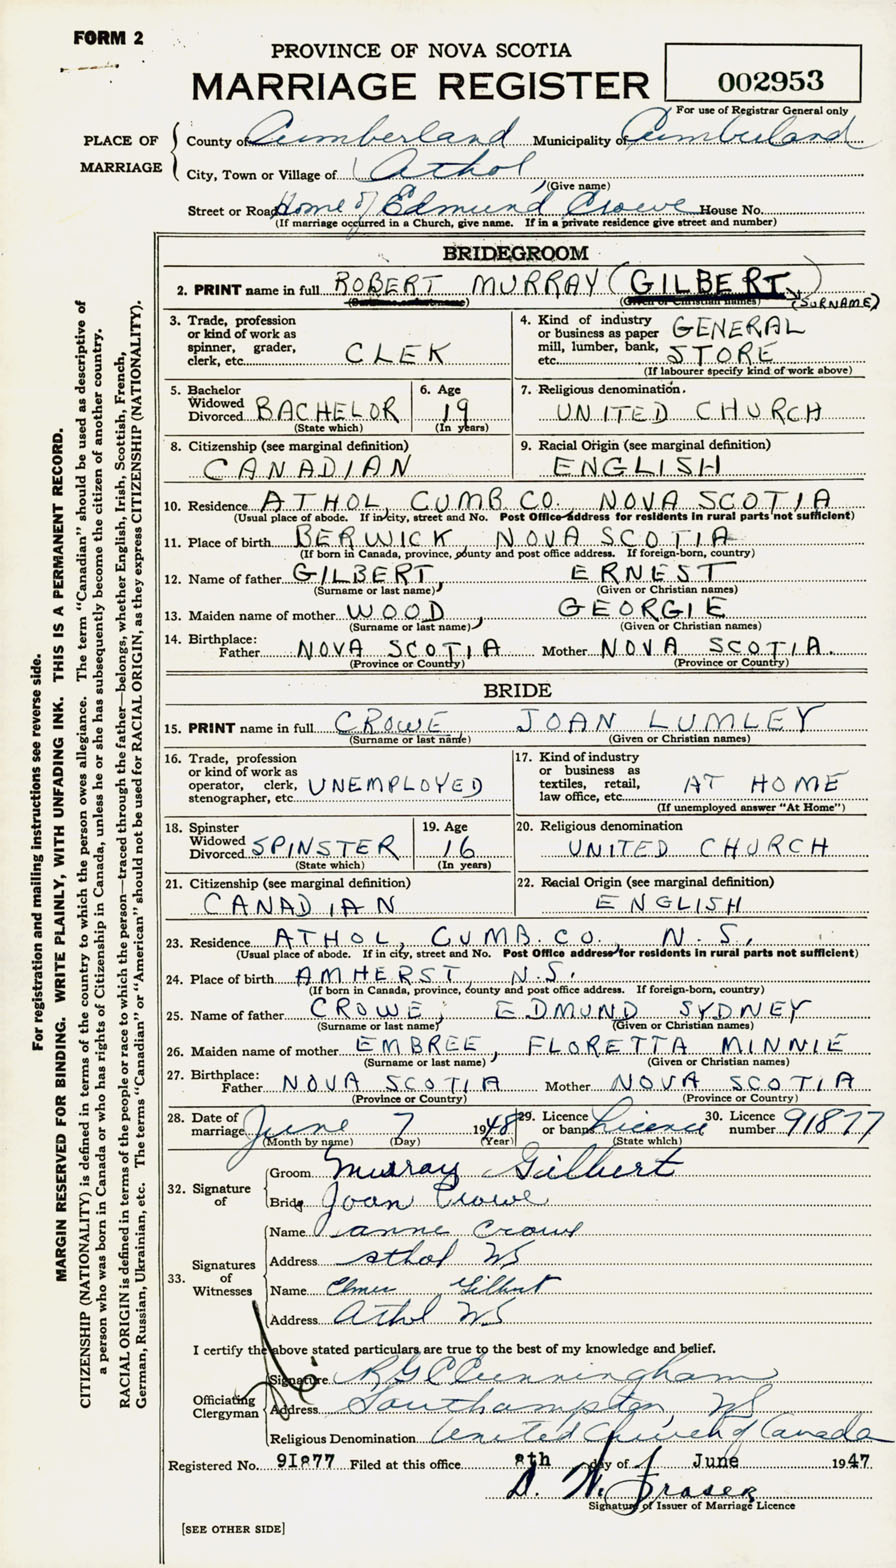 FORM 2
PROVINCE OF NOVA SCOTIA
MARRIAGE REGISTER
002953
For use of Registrar General only
PLACE OF MARRIAGE
County of Cumberland Municipality of Cumberland
City, Town or Village of Athol
(Give name)
Street or Road Home of Edmund Crowe House No.
(If marriage occurred in a Church, give name. If in a private residence give street and number)
BRIDEGROOM
2. PRINT name in full ROBERT MURRAY (GILBERT)
(Given or Christian names) (SURNAME)
3. Trade, profession or kind of work as spinner, grader, clerk, etc. CLEK
4. Kind of industry or business as paper mill, lumber, bank, etc. GENERAL STORE
(If labourer specify kind of work above)
5. Bachelor Widowed Divorced BACHELOR
(State which)
6. Age 19
(In years)
7. Religious denomination. UNITED CHURCH
8. Citizenship (see marginal definition) CANADIAN
9. Racial Origin (see marginal definition) ENGLISH
10. Residence ATHOL, CUMB. CO. NOVA SCOTIA
(Usual place of abode. If in city, street and No. Post Office address for residents in rural parts not sufficient)
11. Place of birth BERWICK NOVA SCOTIA
(If born in Canada, province, county and post office address. If foreign-born, country)
12. Name of father GILBERT, ERNEST
(Surname or last name) (Given or Christian names)
13. Maiden name of mother WOOD, GEORGIE
(Surname or last name) (Given or Christian names)
14. Birthplace:
Father NOVA SCOTIA Mother NOVA SCOTIA.
(Province or Country) (Province or Country)
BRIDE
15. PRINT name in full CROWE JOAN LUMLEY
(Surname or last name) (Given or Christian names)
16. Trade, profession or kind of work as operator, clerk, stenographer, etc. UNEMPLOYED
17. Kind of industry or business as textiles, retail, law office, etc. AT HOME
(If unemployed answer "At Home")
18. Spinster Widowed Divorced SPINSTER
(State which)
19. Age 16
(In years)
20. Religious denomination UNITED CHURCH
21. Citizenship (see marginal definition) CANADIAN
22. Racial Origin (see marginal definition) ENGLISH
23. Residence ATHOL, CUMB. CO., N.S.
(Usual place of abode. If in city, street and No. Post Office address for residents in rural parts not sufficient)
24. Place of birth AMHERST, N.S.
(If born in Canada, province, county and post office address. If foreign-born, country)
25. Name of father CROWE, EDMUND SYDNEY
(Surname or last name) (Given or Christian names)
26. Maiden name of mother EMBREE, FLORETTA MINNIE
(Surname or last name) (Given or Christian names)
27. Birthplace:
Father NOVA SCOTIA Mother NOVA SCOTIA
(Province or Country) (Province or Country)
28. Date of marriage June 7 1948
(Month by name) (Day) (Year)
29. Licence or banns Licence
(State which)
30. Licence number 91877
32. Signature of
Groom Murray Gilbert
Bride Joan Crowe
33. Signatures of Witnesses
Name Anne Crowe
Address Athol NS
Name Elmer Gilbert
Address Athol NS
I certify the above stated particulars are true to the best of my knowledge and belief.
Officiating Clergyman
Signature R G C Cunningham
Address Southampton, NS
Religious Denomination United Church of Canada
Registered No. 91877 Filed at this office 8th day of June 1947
D. W. Fraser
Signature of Issuer of Marriage Licence
[SEE OTHER SIDE]
For registration and mailing instructions see reverse side.
MARGIN RESERVED FOR BINDING. WRITE PLAINLY, WITH UNFADING INK. THIS IS A PERMANENT RECORD.
CITIZENSHIP (NATIONALITY) is defined in terms of the country to which the person owes allegiance. The term "Canadian" should be used as descriptive of
a person who was born in Canada or who has rights of Citizenship in Canada, unless he or she has subsequently become the citizen of another country.
RACIAL ORIGIN is defined in terms of the people or race to which the person—traced through the father—belongs, whether English, Irish, Scottish, French,
German, Russian, Ukrainian, etc. The terms "Canadian" or "American" should not be used for RACIAL ORIGIN, as they express CITIZENSHIP (NATIONALITY).